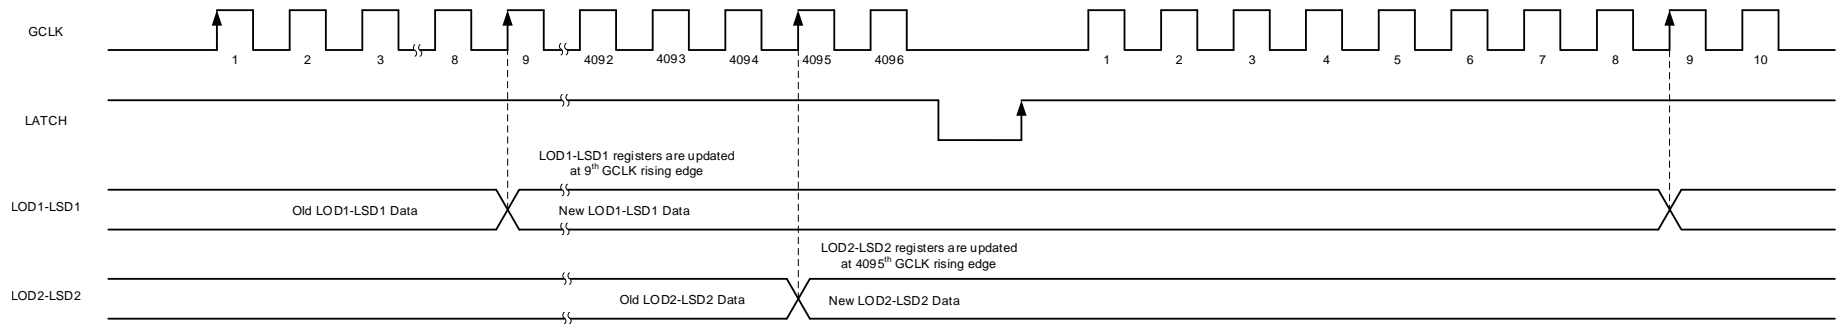 GCLK
1 2 3 8 9 4092 4093 4094 4095 4096 1 2 3 4 5 6 7 8 9 10
LATCH
LOD1-LSD1 registers are updated
at 9th GCLK rising edge
LOD1-LSD1
Old LOD1-LSD1 Data
New LOD1-LSD1 Data
LOD2-LSD2 registers are updated
at 4095th GCLK rising edge
LOD2-LSD2
Old LOD2-LSD2 Data
New LOD2-LSD2 Data